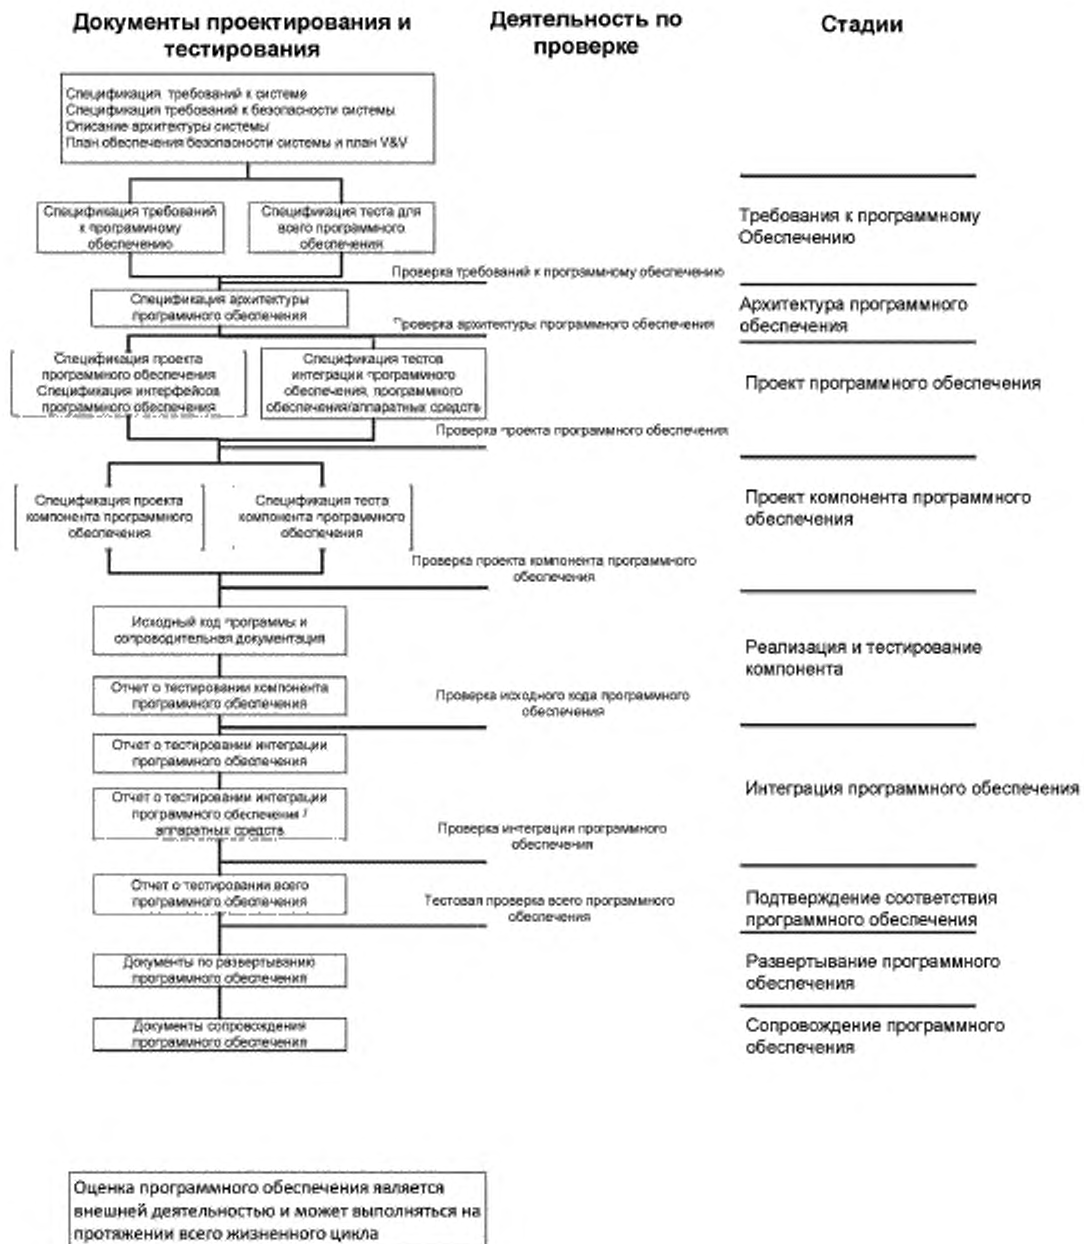 Документы проектирования и
тестирования
Деятельность по
проверке
Стадии
Спецификация требований к системе
Спецификация требований к безопасности системы
Описание архитектуры системы
План обеспечения безопасности системы и план V&V
Спецификация требований
к программному
обеспечению
Спецификация теста для
всего программного
обеспечения
Требования к программному
Обеспечению
Проверка требований к программному обеспечению
Спецификация архитектуры
программного обеспечения
Архитектура программного
обеспечения
Проверка архитектуры программного обеспечения
Спецификация проекта
программного обеспечения
Спецификация интерфейсов
программного обеспечения
Спецификация тестов
интеграции программного
обеспечения, программного
обеспечения/аппаратных средств
Проект программного обеспечения
Проверка проекта программного обеспечения
Спецификация проекта
компонента программного
обеспечения
Спецификация теста
компонента программного
обеспечения
Проект компонента программного
обеспечения
Проверка проекта компонента программного
обеспечения
Исходный код программы и
сопроводительная документация
Реализация и тестирование
компонента
Отчет о тестировании компонента
программного обеспечения
Проверка исходного кода программного
обеспечения
Отчет о тестировании интеграции
программного обеспечения
Отчет о тестировании интеграции
программного обеспечения /
аппаратных средств
Интеграция программного обеспечения
Проверка интеграции программного
обеспечения
Отчет о тестировании всего
программного обеспечения
Тестовая проверка всего программного
обеспечения
Подтверждение соответствия
программного обеспечения
Документы по развертыванию
программного обеспечения
Развертывание программного
обеспечения
Документы сопровождения
программного обеспечения
Сопровождение программного
обеспечения
Оценка программного обеспечения является
внешней деятельностью и может выполняться на
протяжении всего жизненного цикла